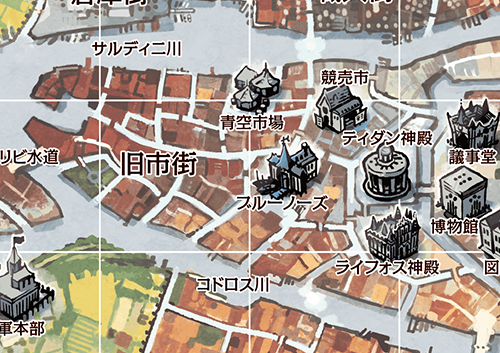 サルディニ川
競売市
青空市場
ティダン神殿
議事堂
リビ水道
旧市街
ブルーノーズ
博物館
ライフォス神殿
図
コドロス川
軍本部